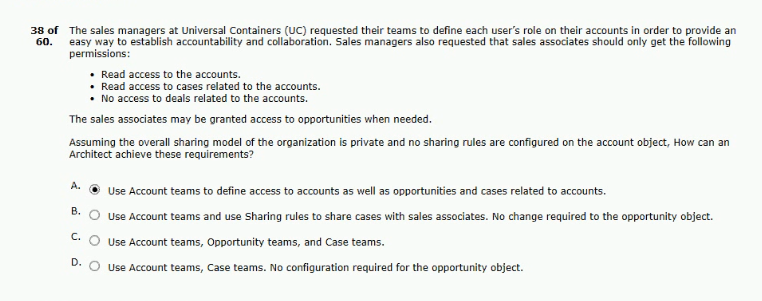 38 of The sales managers at Universal Containers (UC) requested their teams to define each user's role on their accounts in order to provide an
60. easy way to establish accountability and collaboration. Sales managers also requested that sales associates should only get the following
permissions:
• Read access to the accounts.
• Read access to cases related to the accounts.
• No access to deals related to the accounts.
The sales associates may be granted access to opportunities when needed.
Assuming the overall sharing model of the organization is private and no sharing rules are configured on the account object, How can an
Architect achieve these requirements?
A. Use Account teams to define access to accounts as well as opportunities and cases related to accounts.
B. Use Account teams and use Sharing rules to share cases with sales associates. No change required to the opportunity object.
C. Use Account teams, Opportunity teams, and Case teams.
D. Use Account teams, Case teams. No configuration required for the opportunity object.